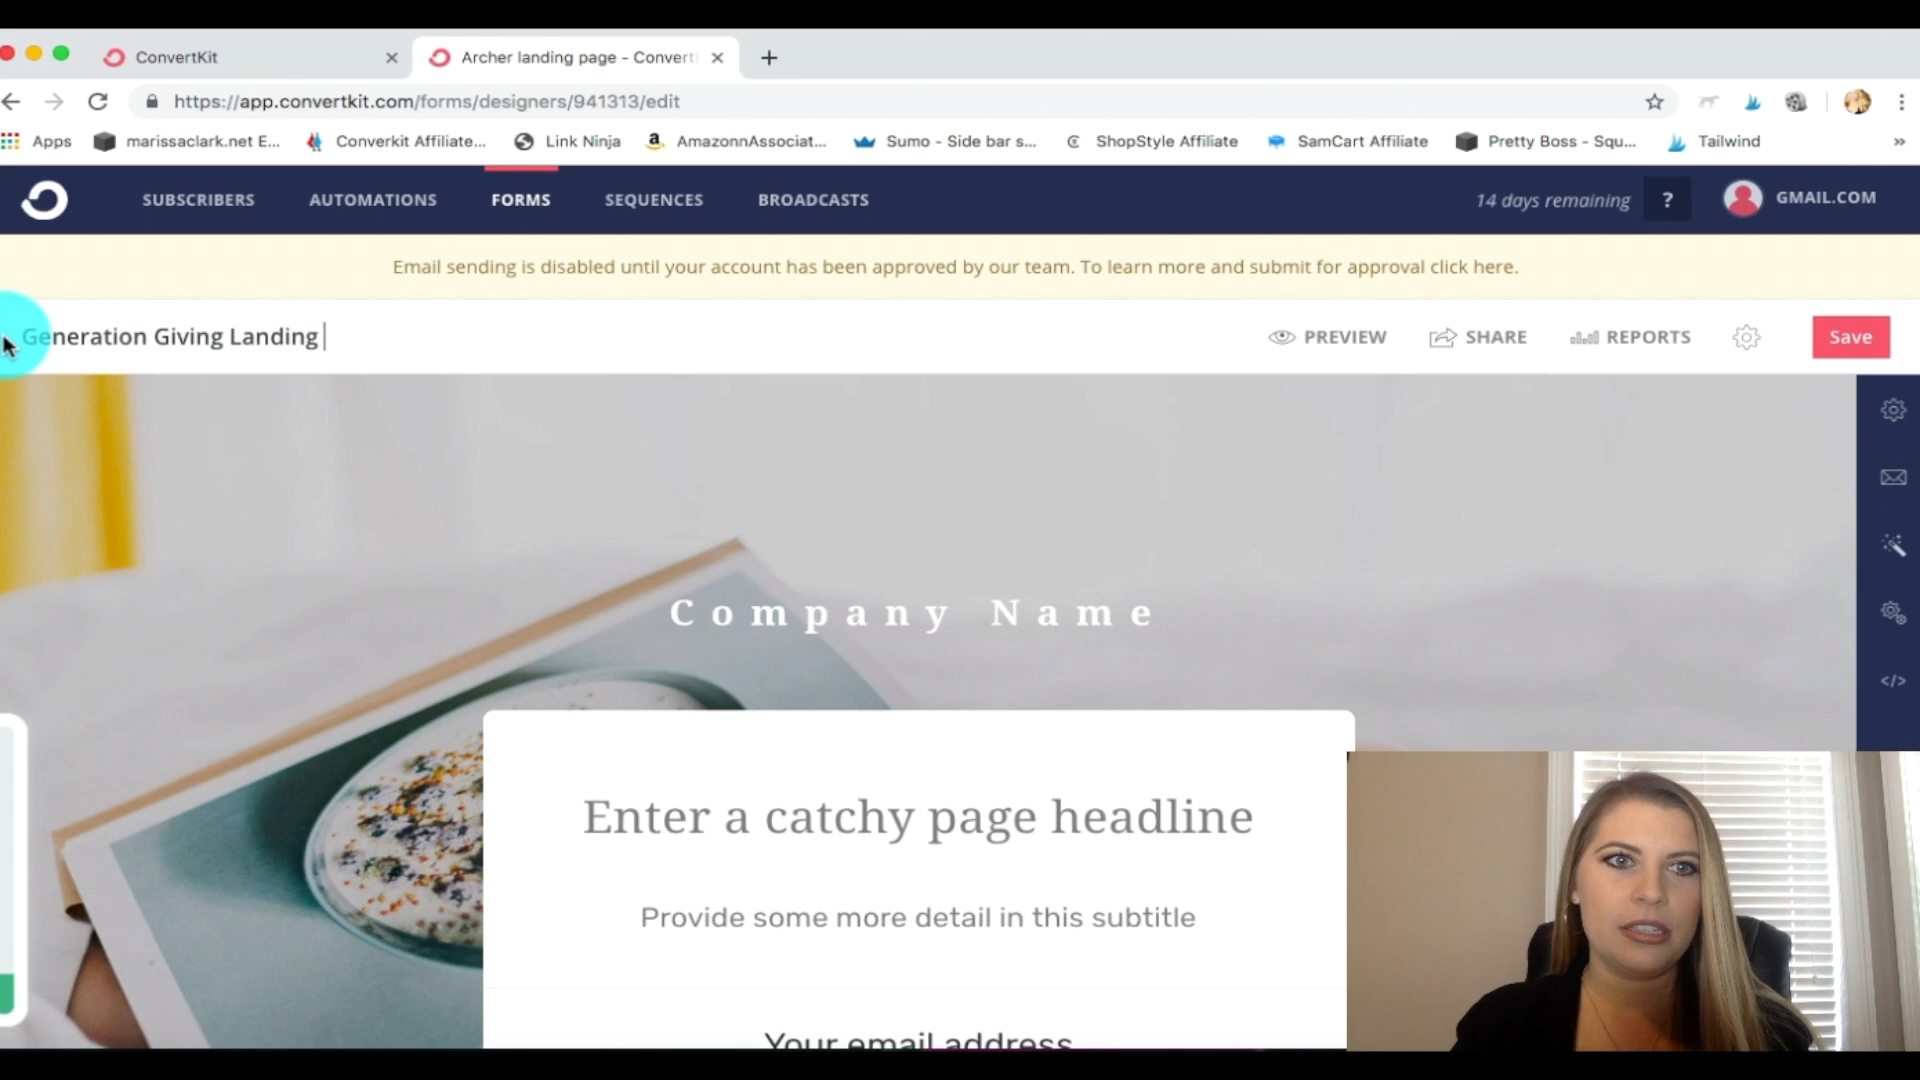 ConvertKit
Archer landing page - Convert
https://app.convertkit.com/forms/designers/941313/edit
Apps
marissaclark.net E...
Converkit Affiliate...
Link Ninja
AmazonnAssociat...
Sumo - Side bar s...
ShopStyle Affiliate
SamCart Affiliate
Pretty Boss - Squ...
Tailwind
»
SUBSCRIBERS
AUTOMATIONS
FORMS
SEQUENCES
BROADCASTS
14 days remaining
?
GMAIL.COM
Email sending is disabled until your account has been approved by our team. To learn more and submit for approval click here.
Generation Giving Landing
PREVIEW
SHARE
REPORTS
Save
Company Name
</>
Enter a catchy page headline
Provide some more detail in this subtitle
Your email address